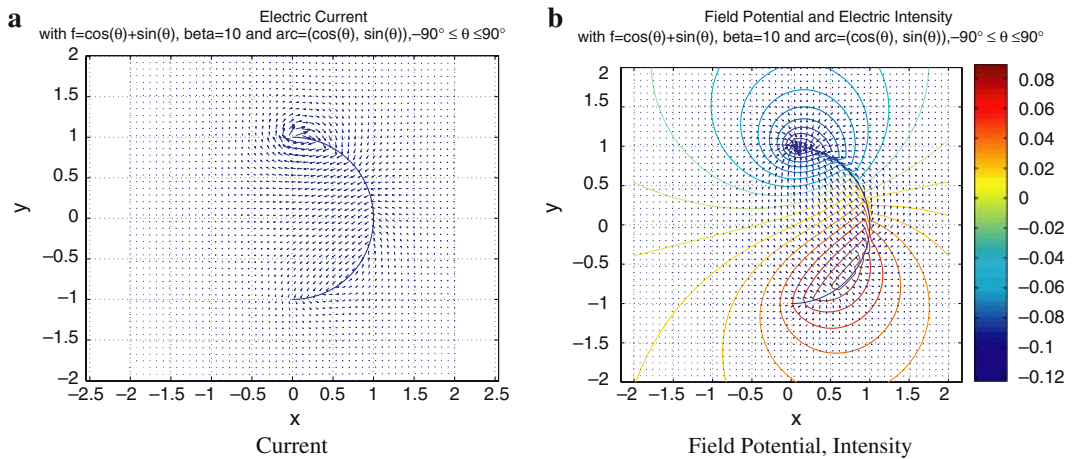 a
Electric Current
with f=cos(θ)+sin(θ), beta=10 and arc=(cos(θ), sin(θ)),−90° ≤ θ ≤90°
y
2
1.5
1
0.5
0
−0.5
−1
−1.5
−2
−2.5 −2 −1.5 −1 −0.5 0 0.5 1 1.5 2 2.5
x
Current
b
Field Potential and Electric Intensity
with f=cos(θ)+sin(θ), beta=10 and arc=(cos(θ), sin(θ)),−90° ≤ θ ≤90°
y
2
1.5
1
0.5
0
−0.5
−1
−1.5
−2
−2 −1.5 −1 −0.5 0 0.5 1 1.5 2
x
0.08
0.06
0.04
0.02
0
−0.02
−0.04
−0.06
−0.08
−0.1
−0.12
Field Potential, Intensity